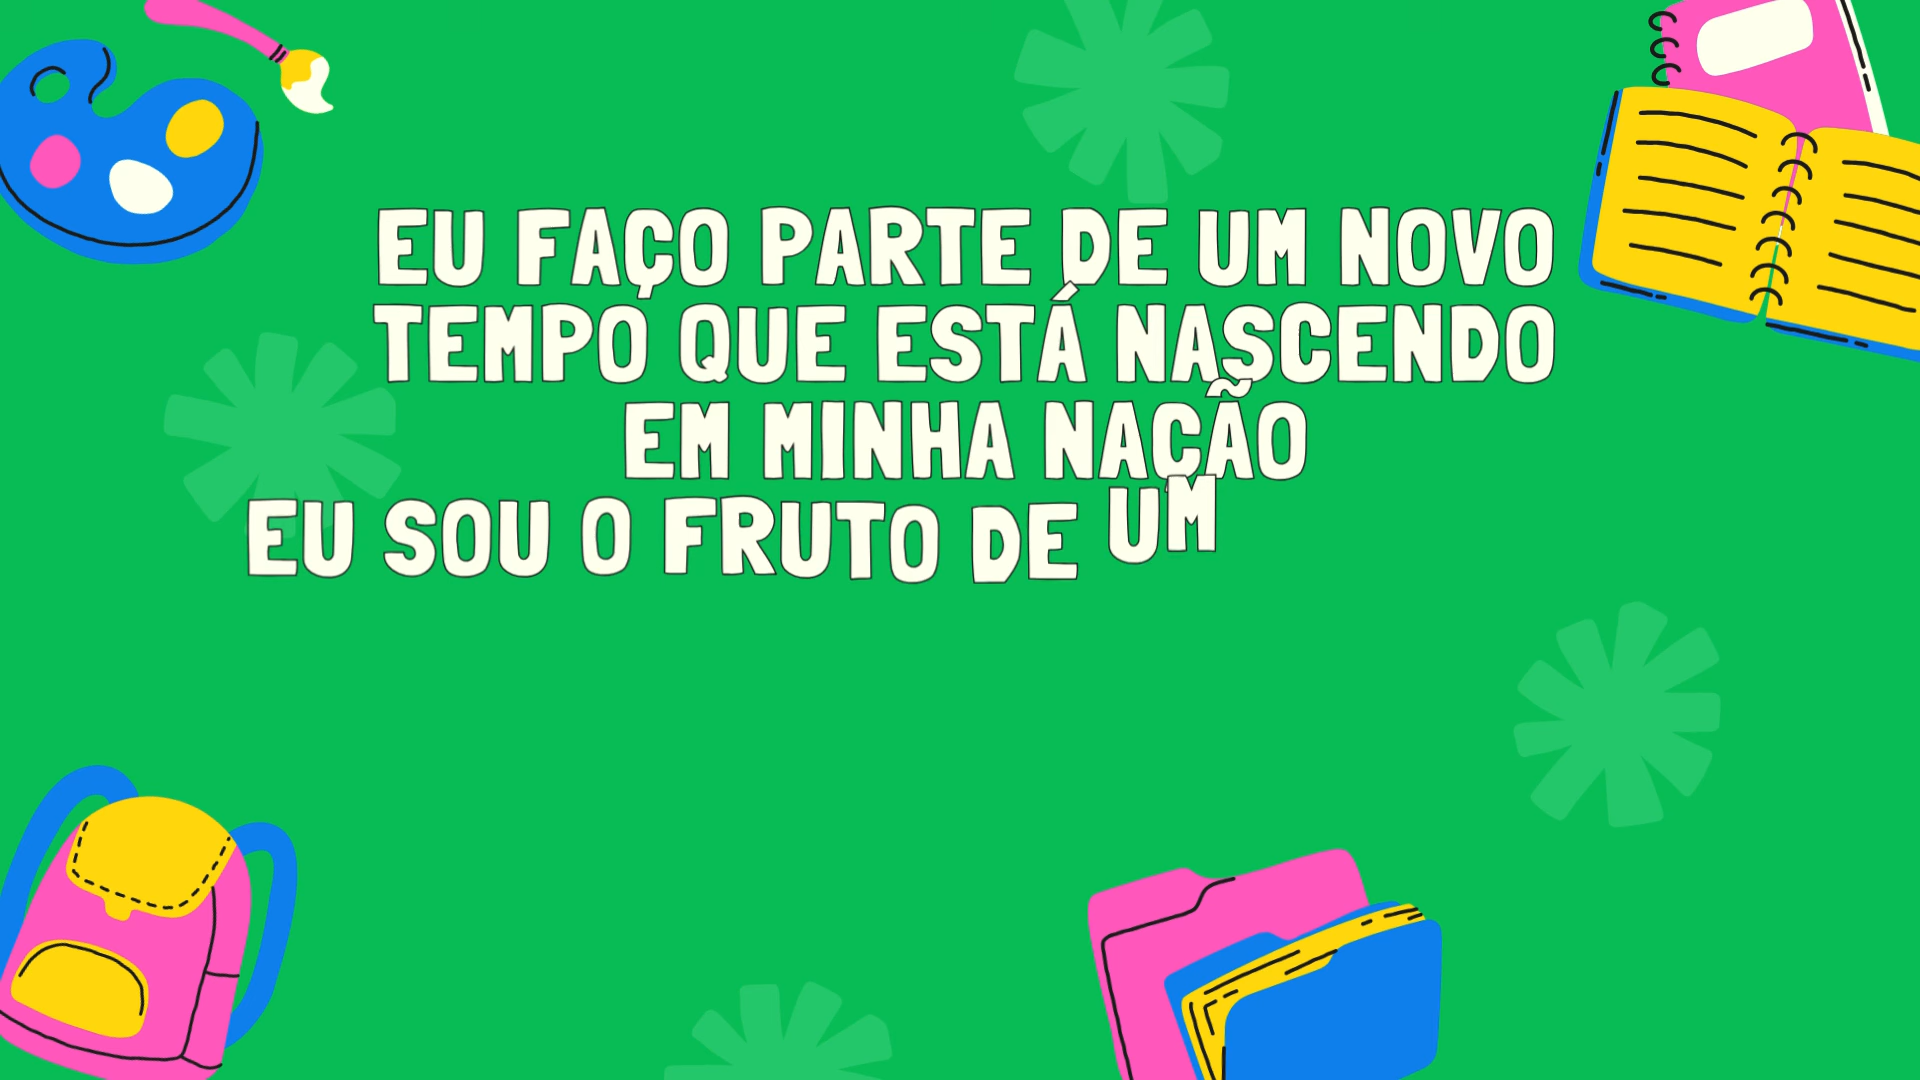 EU FAÇO PARTE DE UM NOVO
TEMPO QUE ESTÁ NASCENDO
EM MINHA NAÇÃO
EU SOU O FRUTO DE UM